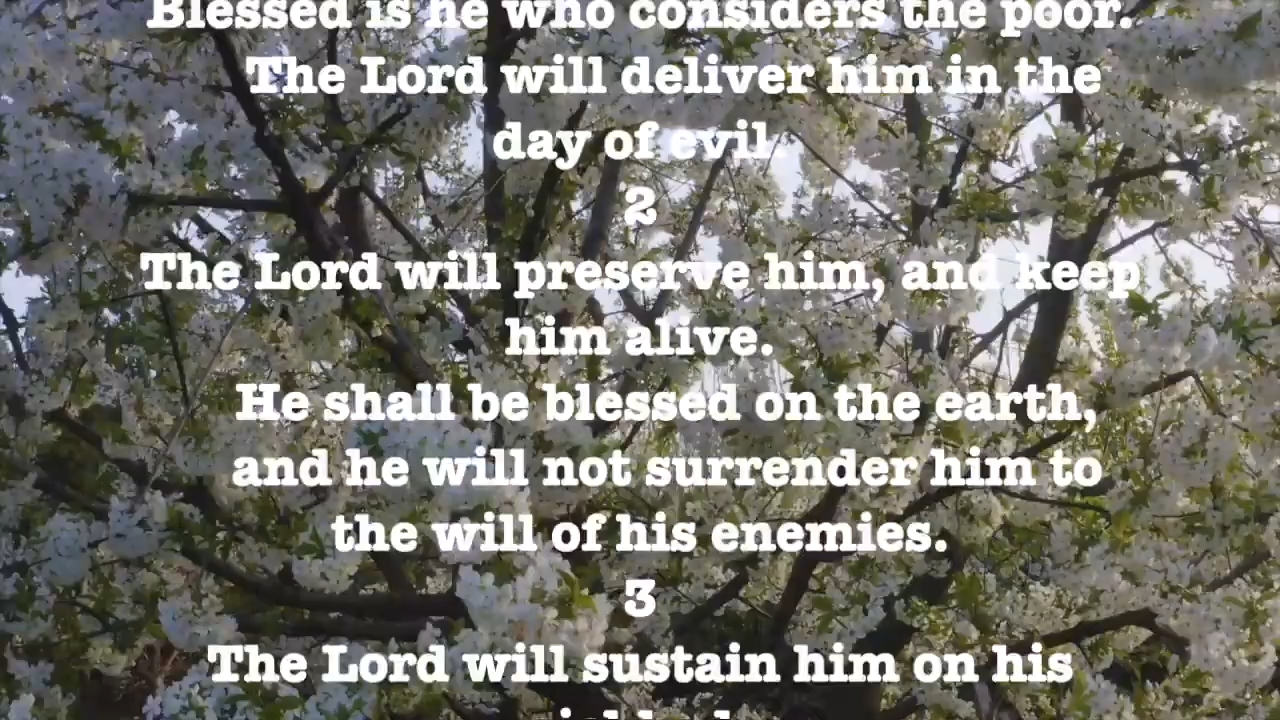 Blessed is he who considers the poor.
The Lord will deliver him in the
day of evil.
2
The Lord will preserve him, and keep
him alive.
He shall be blessed on the earth,
and he will not surrender him to
the will of his enemies.
3
The Lord will sustain him on his